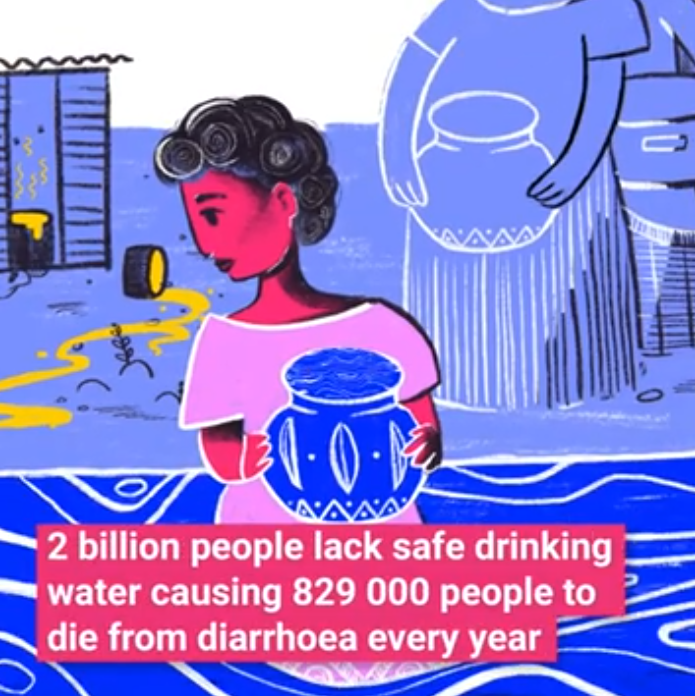 2 billion people lack safe drinking
water causing 829 000 people to
die from diarrhoea every year